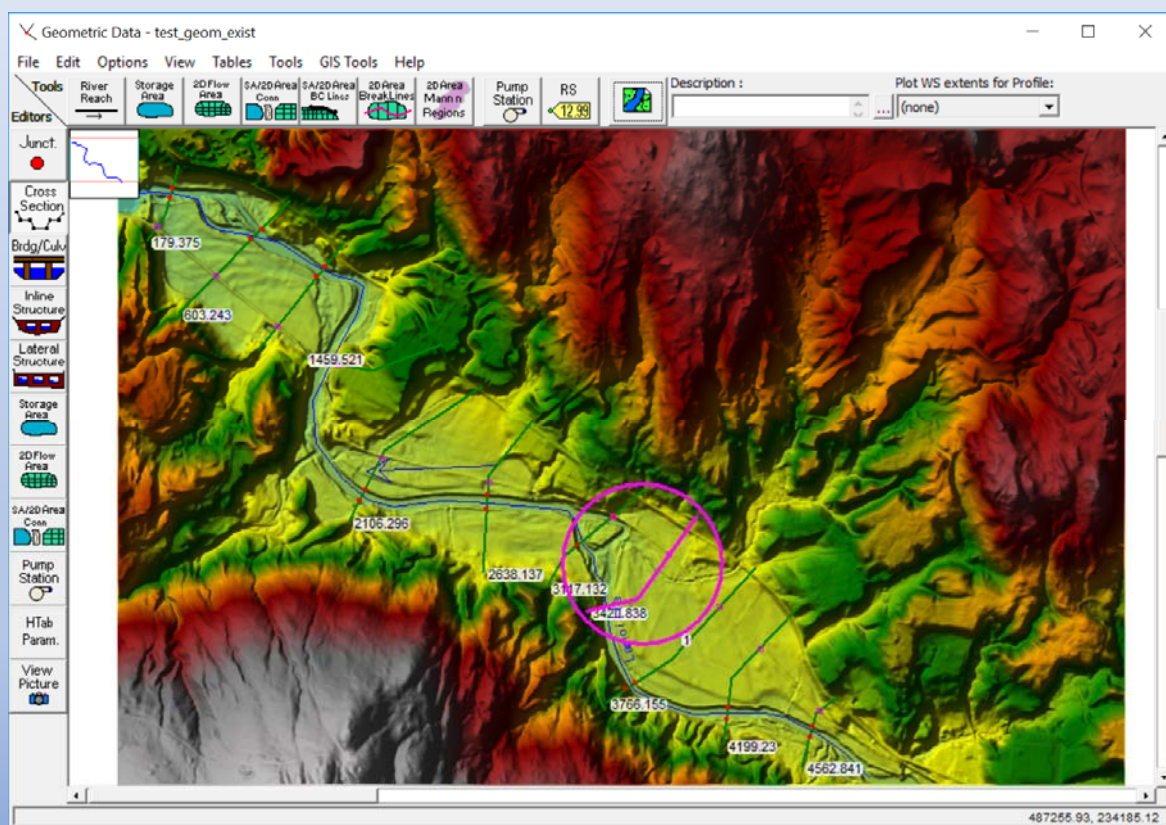 Geometric Data - test_geom_exist
File Edit Options View Tables Tools GIS Tools Help
Tools
Editors
River
Reach
Storage
Area
2D Flow
Area
SA/2D Area
Conn
SA/2D Area
BC Lines
2D Area
BreakLines
2D Area
Mann n
Regions
Pump
Station
RS
12.99
Description :
...
Plot WS extents for Profile:
(none)
Junct.
Cross
Section
Brdg/Culv
Inline
Structure
Lateral
Structure
Storage
Area
2D Flow
Area
SA/2D Area
Conn
Pump
Station
HTab
Param.
View
Picture
179.375
603.243
1459.521
2106.296
2638.137
3117.132
1
3766.155
4199.23
4562.841
487255.93, 234185.12